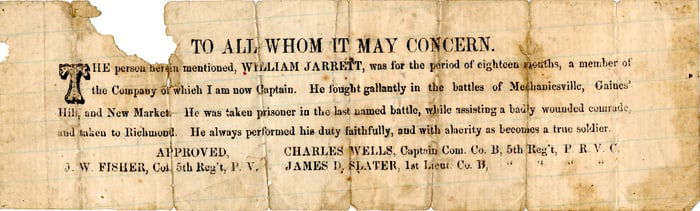 TO ALL WHOM IT MAY CONCERN.
THE person herein mentioned, WILLIAM JARRETT, was for the period of eighteen months, a member of
the Company of which I am now Captain. He fought gallantly in the battles of Mechanicsville, Gaines'
Hill, and New Market. He was taken prisoner in the last named battle, while assisting a badly wounded comrade,
and taken to Richmond. He always performed his duty faithfully, and with alacrity as becomes a true soldier.
APPROVED, CHARLES WELLS, Captain Com. Co. B, 5th Reg't, P. R. V. C.
J. W. FISHER, Col. 5th Reg't, P. V. JAMES D. SLATER, 1st Lieut. Co. B, " " " "